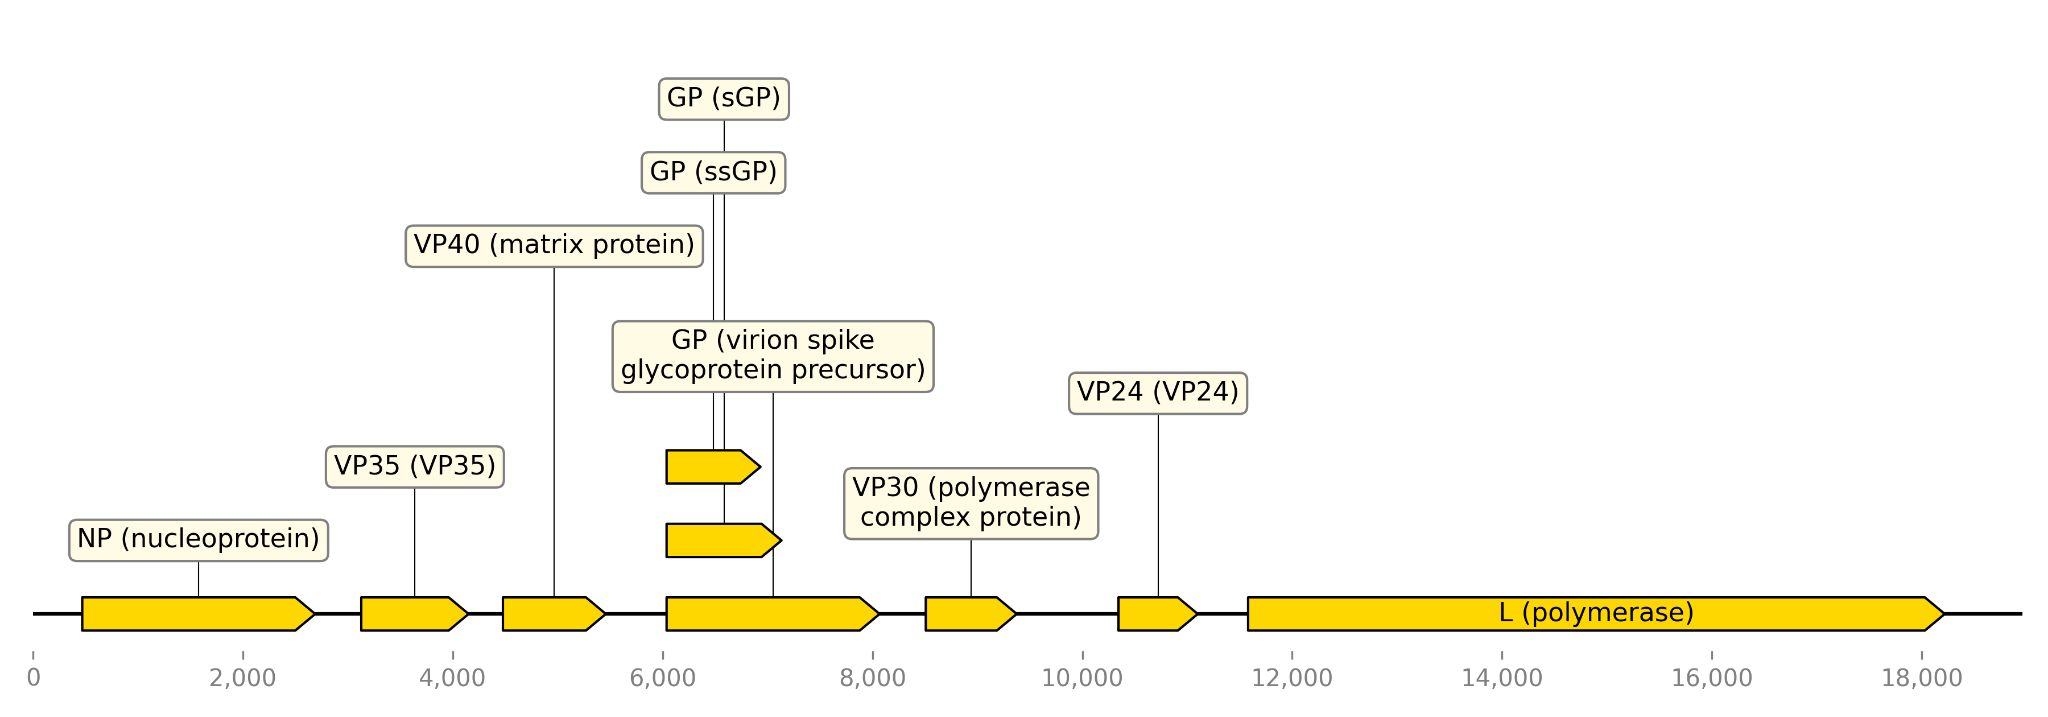 GP (sGP)
GP (ssGP)
VP40 (matrix protein)
GP (virion spike
glycoprotein precursor)
VP24 (VP24)
VP35 (VP35)
VP30 (polymerase
complex protein)
NP (nucleoprotein)
L (polymerase)
0 2,000 4,000 6,000 8,000 10,000 12,000 14,000 16,000 18,000